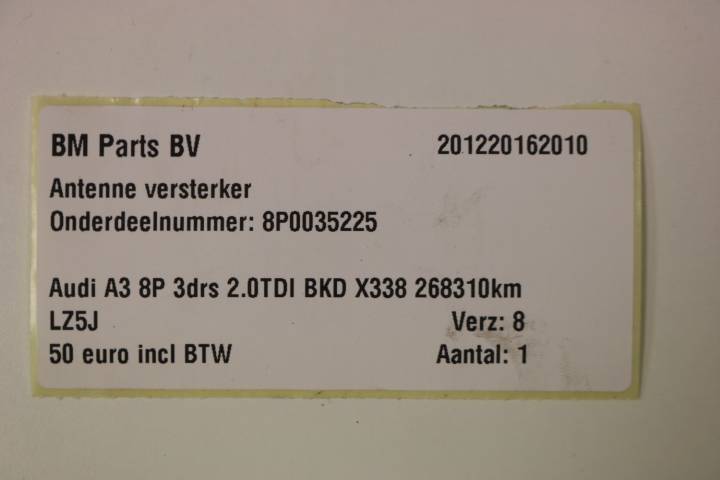 BM Parts BV 201220162010
Antenne versterker
Onderdeelnummer: 8P0035225
Audi A3 8P 3drs 2.0TDI BKD X338 268310km
LZ5J Verz: 8
50 euro incl BTW Aantal: 1